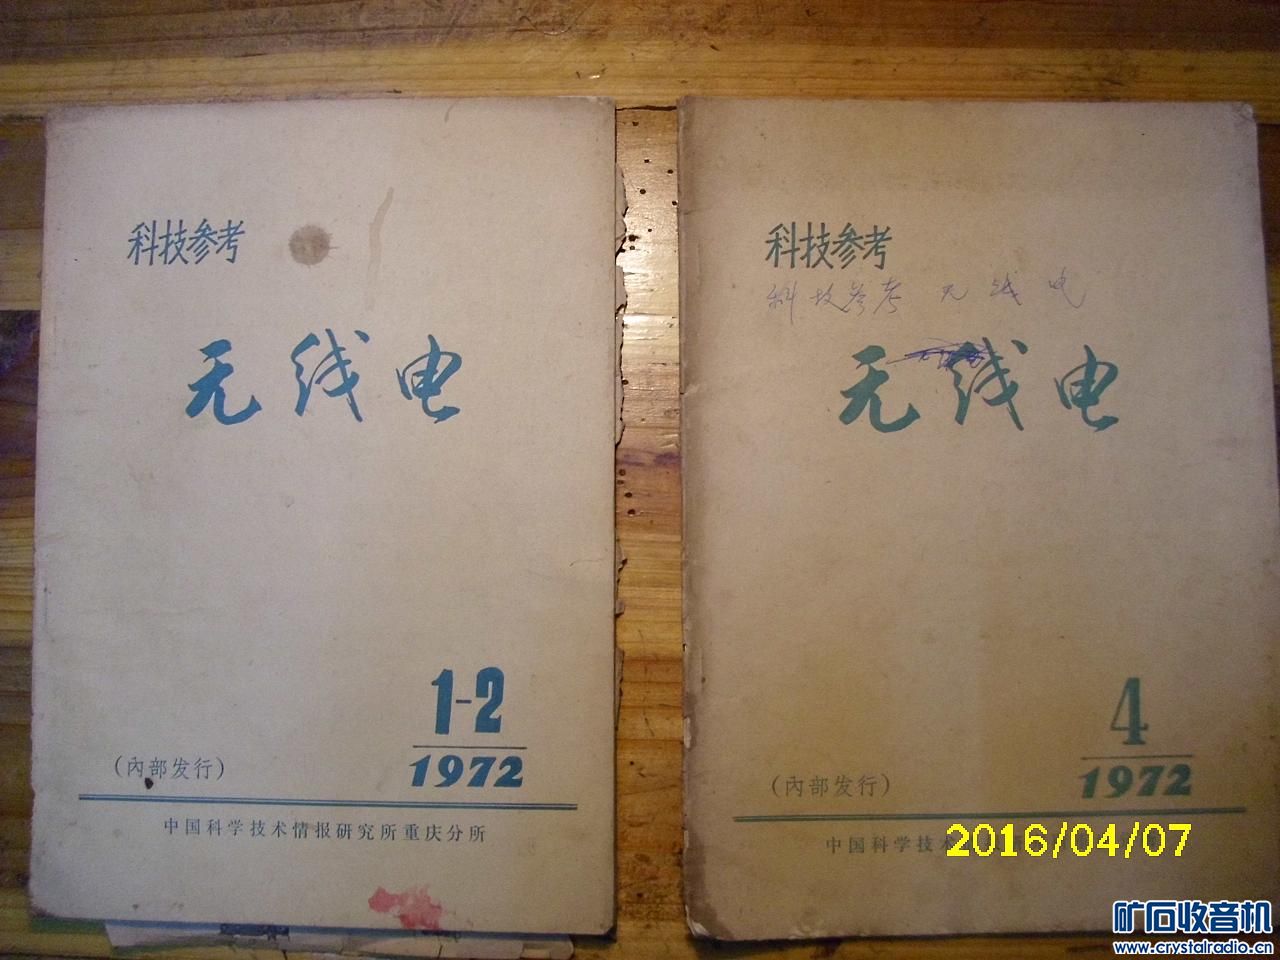 科技参考
无线电
1-2
1972
(內部发行)
中国科学技术情报研究所重庆分所
科技参考
科技参考 无线电
无线电
4
1972
(內部发行)
中国科学技术
2016/04/07
矿石收音机
www.crystalradio.cn